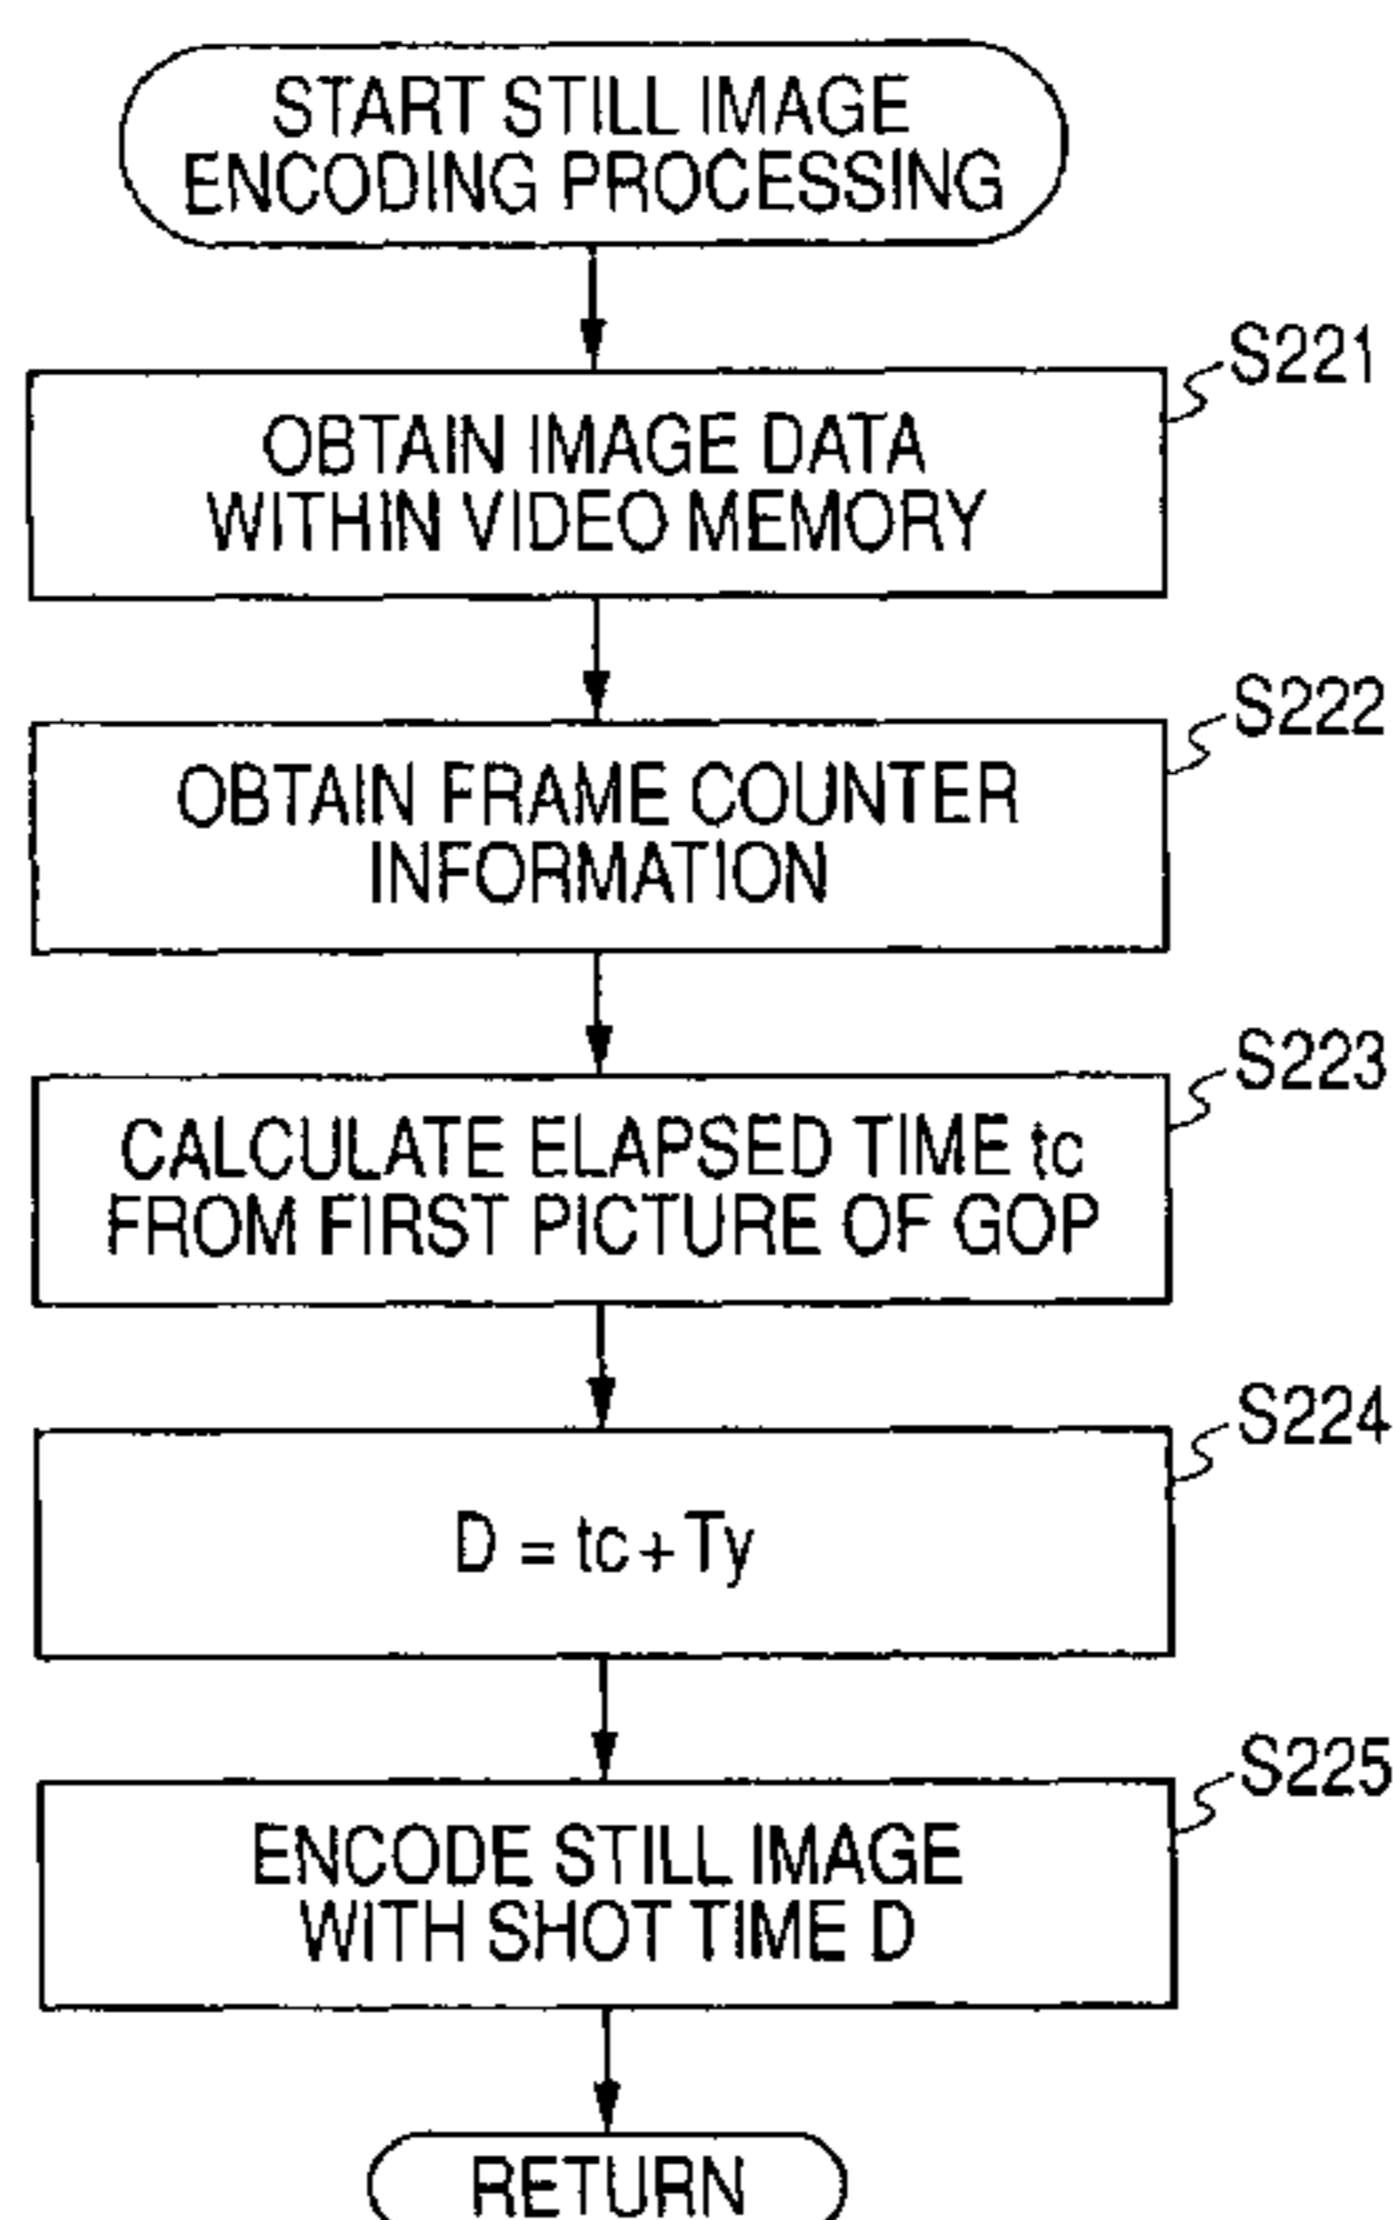 START STILL IMAGE
ENCODING PROCESSING
S221
OBTAIN IMAGE DATA
WITHIN VIDEO MEMORY
S222
OBTAIN FRAME COUNTER
INFORMATION
S223
CALCULATE ELAPSED TIME tc
FROM FIRST PICTURE OF GOP
S224
D = tc + Ty
S225
ENCODE STILL IMAGE
WITH SHOT TIME D
RETURN